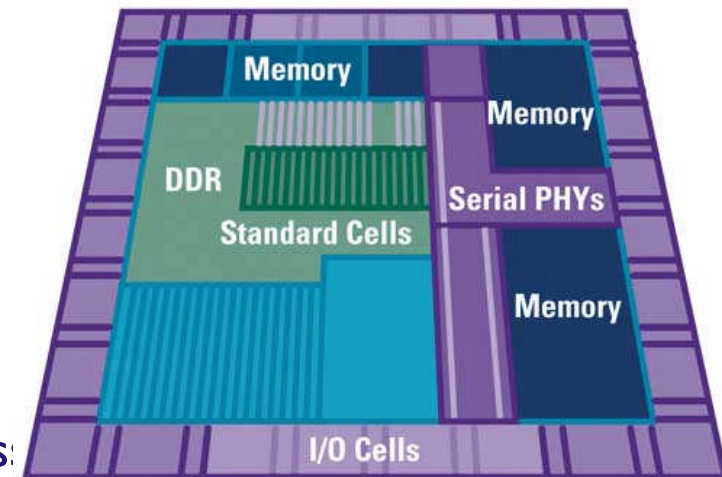 Memory
Memory
DDR
Serial PHYs
Standard Cells
Memory
I/O Cells